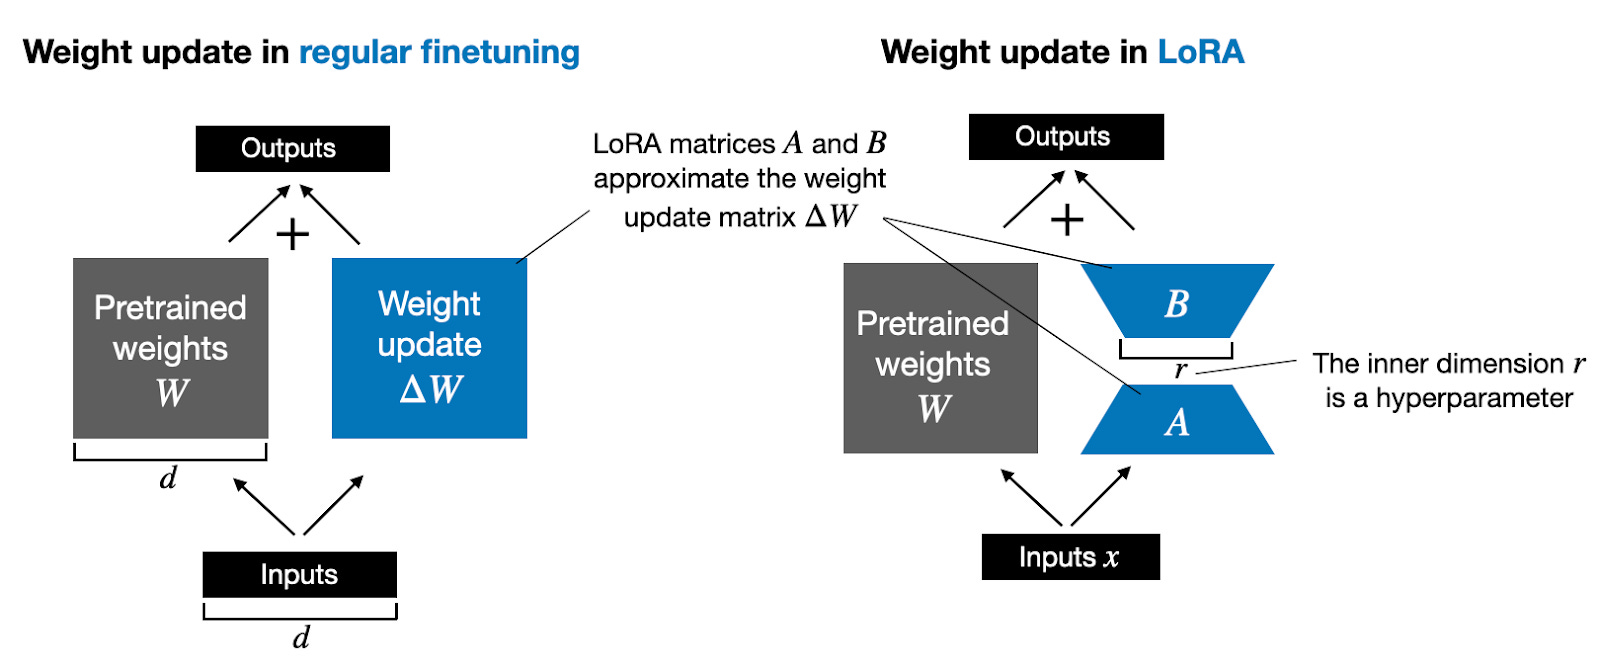 Weight update in regular finetuning
Outputs
+
Pretrained
weights
W
Weight
update
ΔW
d
Inputs
d
LoRA matrices A and B
approximate the weight
update matrix ΔW
Weight update in LoRA
Outputs
+
Pretrained
weights
W
B
r
A
The inner dimension r
is a hyperparameter
Inputs x